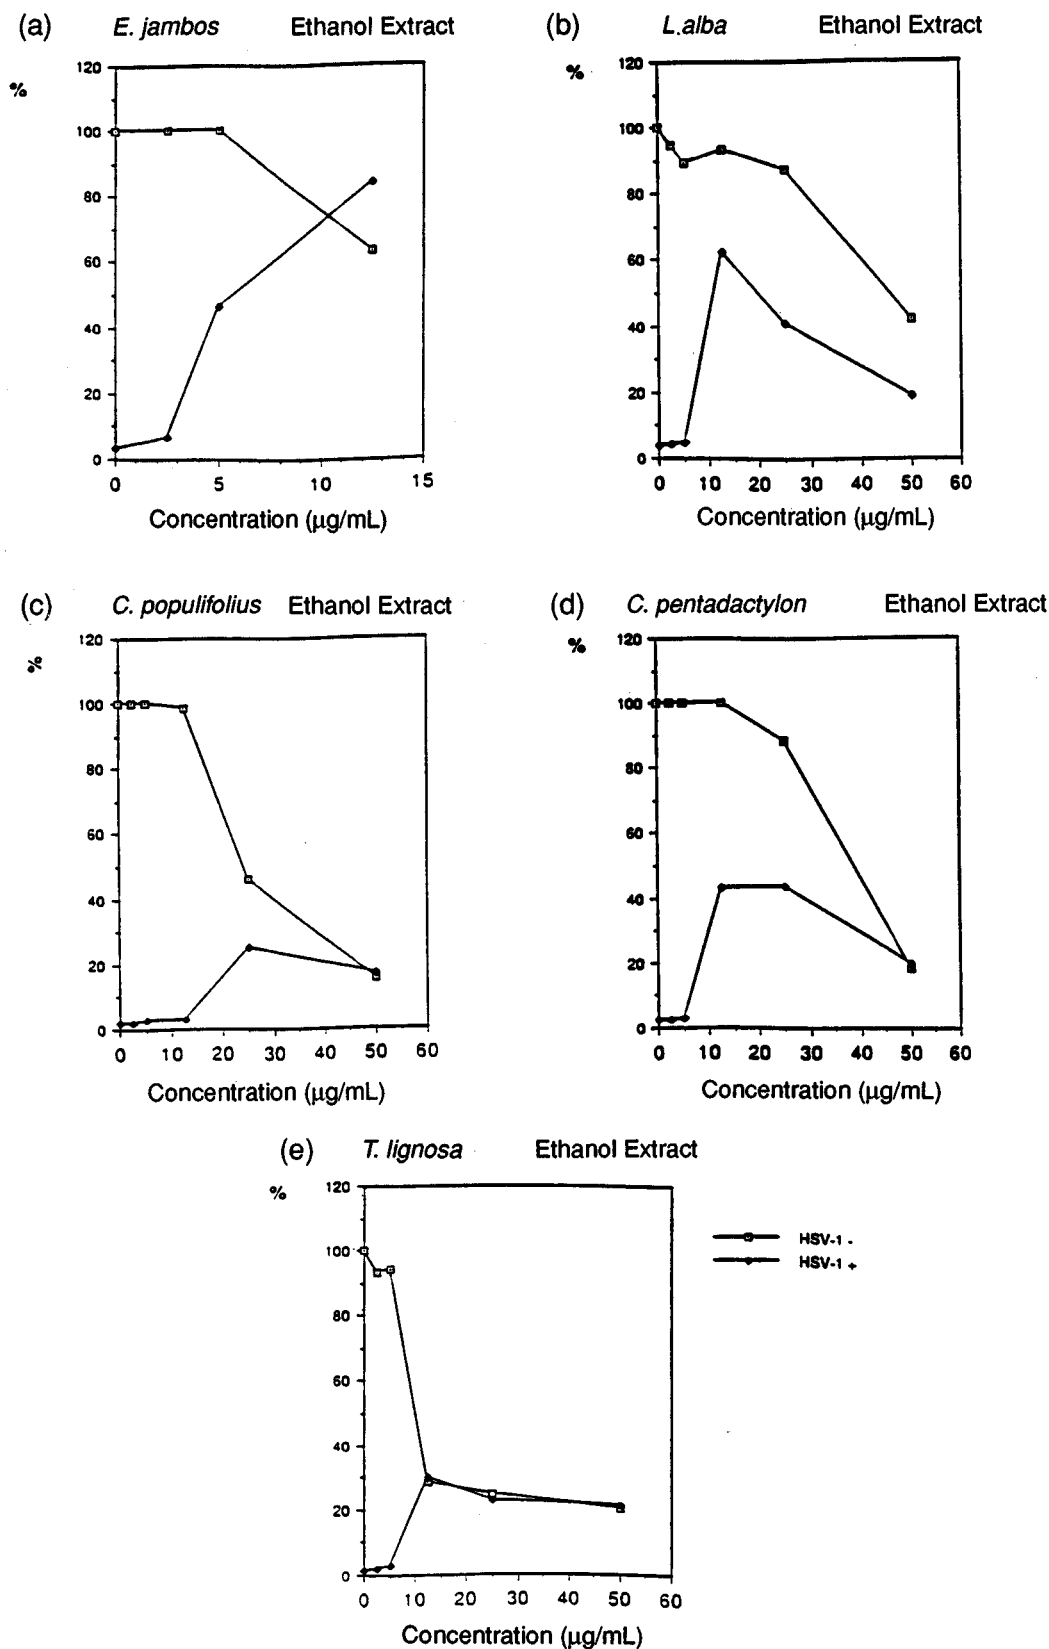 (a) E. jambos Ethanol Extract
%
120
100
80
60
40
20
0
0 5 10 15
Concentration (μg/mL)
(b) L.alba Ethanol Extract
%
120
100
80
60
40
20
0
0 10 20 30 40 50 60
Concentration (μg/mL)
(c) C. populifolius Ethanol Extract
%
120
100
80
60
40
20
0
0 10 20 30 40 50 60
Concentration (μg/mL)
(d) C. pentadactylon Ethanol Extract
%
120
100
80
60
40
20
0
0 10 20 30 40 50 60
Concentration (μg/mL)
(e) T. lignosa Ethanol Extract
%
120
100
80
60
40
20
0
0 10 20 30 40 50 60
Concentration (μg/mL)
HSV-1 -
HSV-1 +